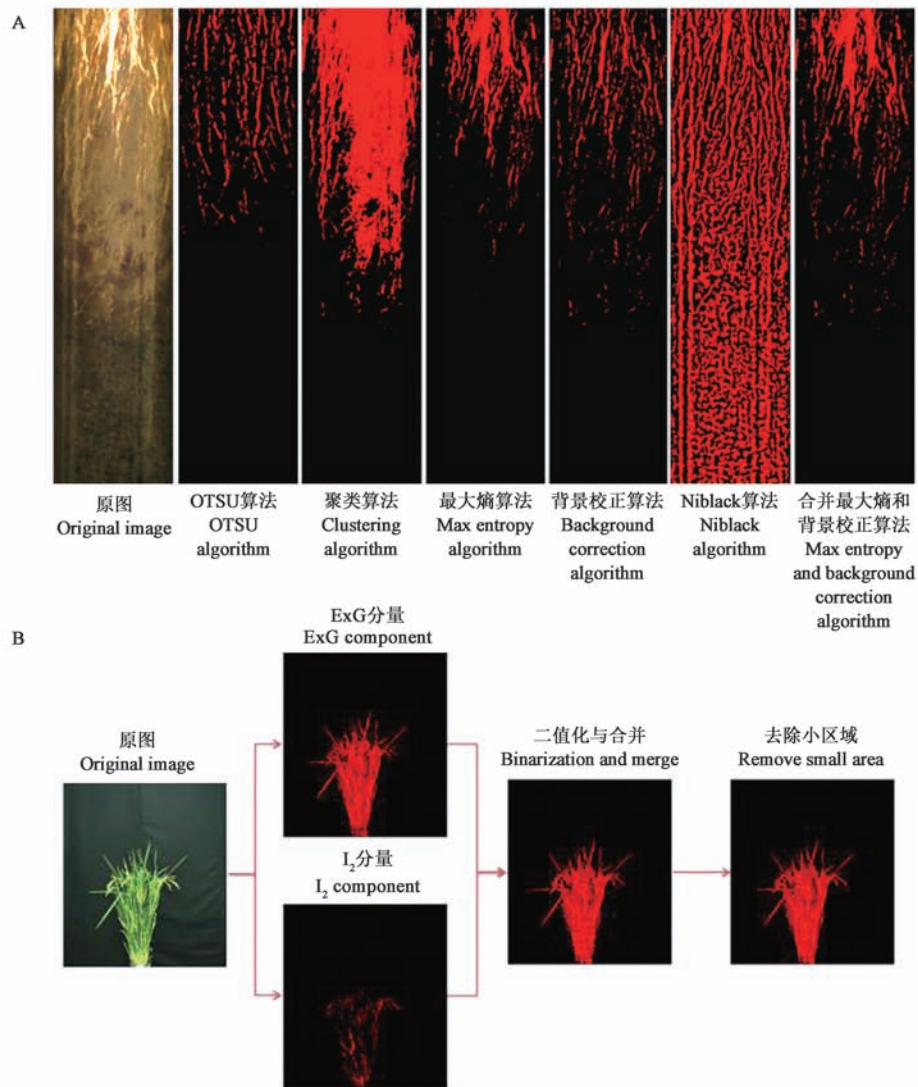 A
原图
Original image
OTSU算法
OTSU
algorithm
聚类算法
Clustering
algorithm
最大熵算法
Max entropy
algorithm
背景校正算法
Background
correction
algorithm
Niblack算法
Niblack
algorithm
合并最大熵和
背景校正算法
Max entropy
and background
correction
algorithm
B
原图
Original image
ExG分量
ExG component
I₂分量
I₂ component
二值化与合并
Binarization and merge
去除小区域
Remove small area